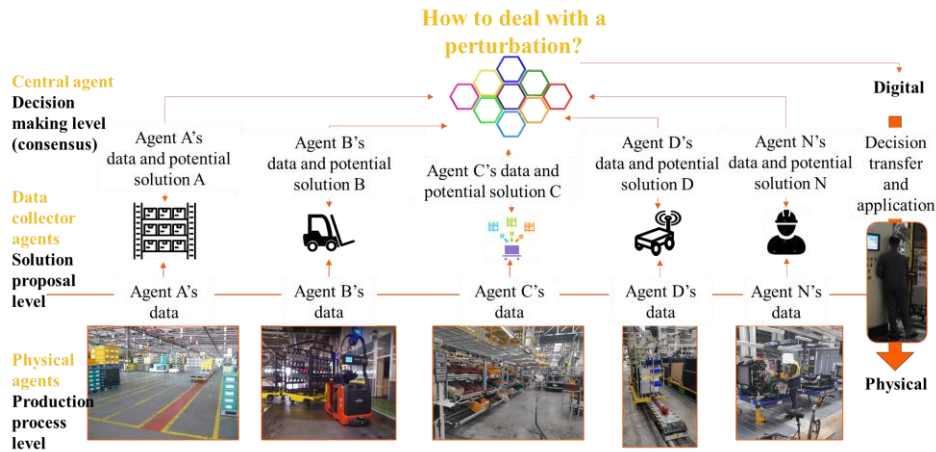 How to deal with a
perturbation?
Central agent
Decision
making level
(consensus)
Digital
Agent A's
data and potential
solution A
Agent B's
data and potential
solution B
Agent C's data and
potential solution C
Agent D's
data and potential
solution D
Agent N's
data and potential
solution N
Decision
transfer
and
application
Data
collector
agents
Solution
proposal
level
Agent A's
data
Agent B's
data
Agent C's
data
Agent D's
data
Agent N's
data
Physical
agents
Production
process
level
Physical